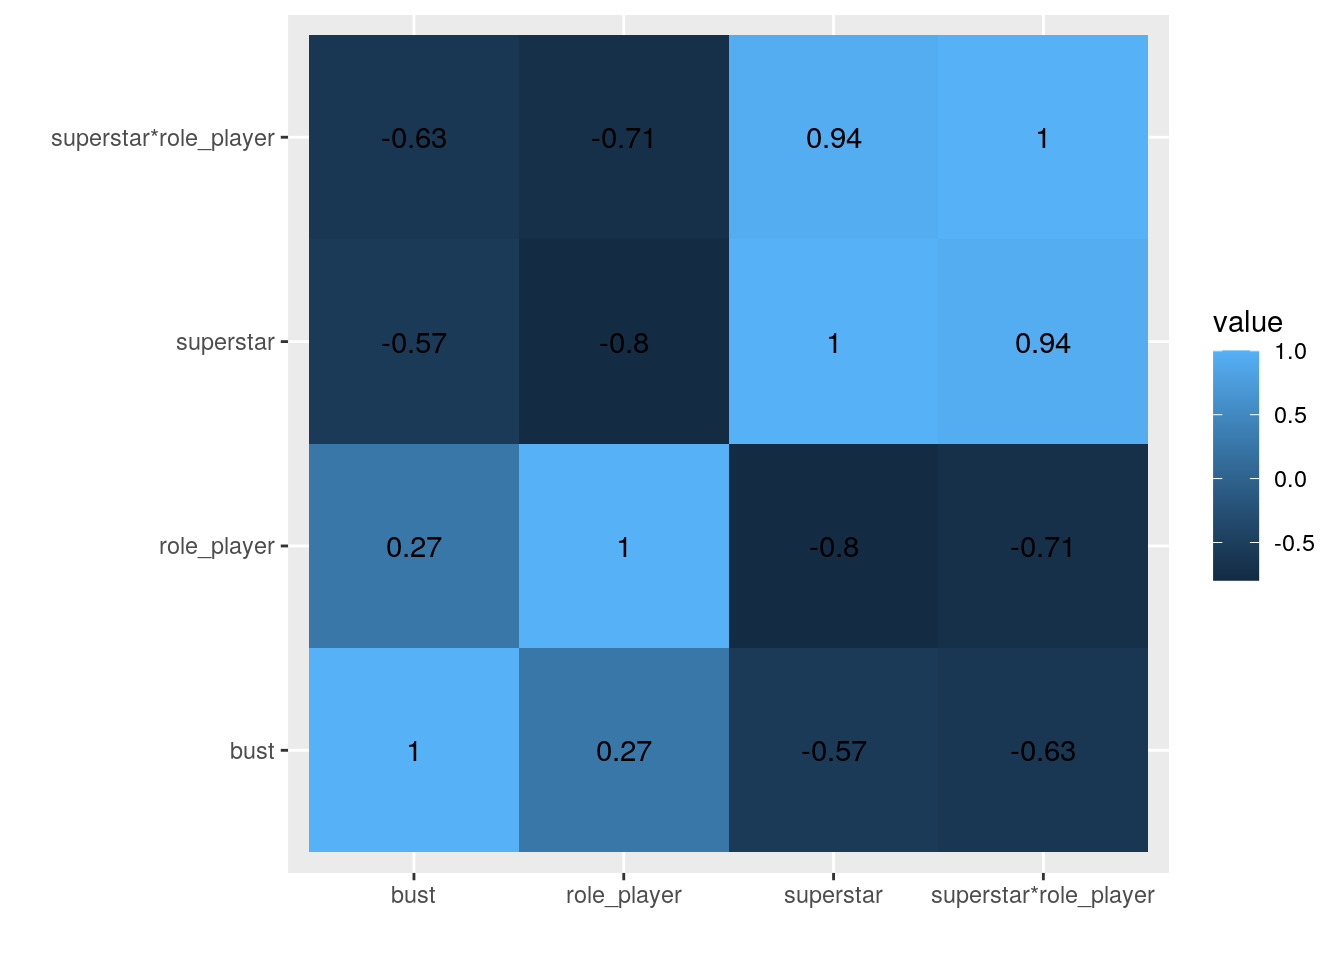 superstar*role_player -0.63 -0.71 0.94 1
superstar -0.57 -0.8 1 0.94
role_player 0.27 1 -0.8 -0.71
bust 1 0.27 -0.57 -0.63
bust role_player superstar superstar*role_player
value
1.0
0.5
0.0
-0.5